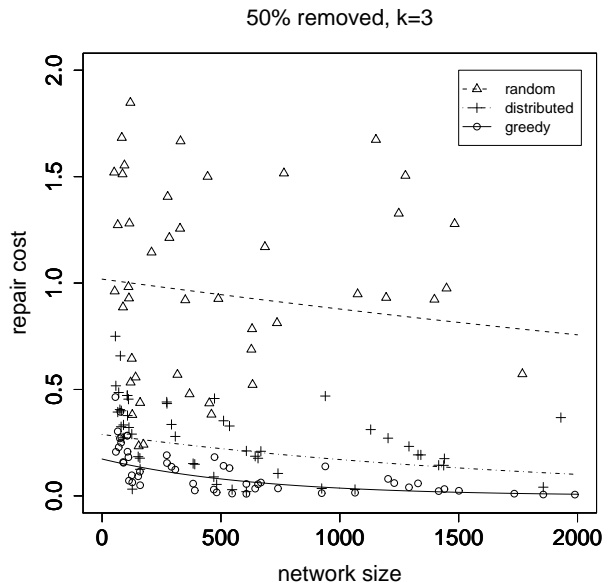 50% removed, k=3
repair cost
2.0
1.5
1.0
0.5
0.0
random
distributed
greedy
0 500 1000 1500 2000
network size